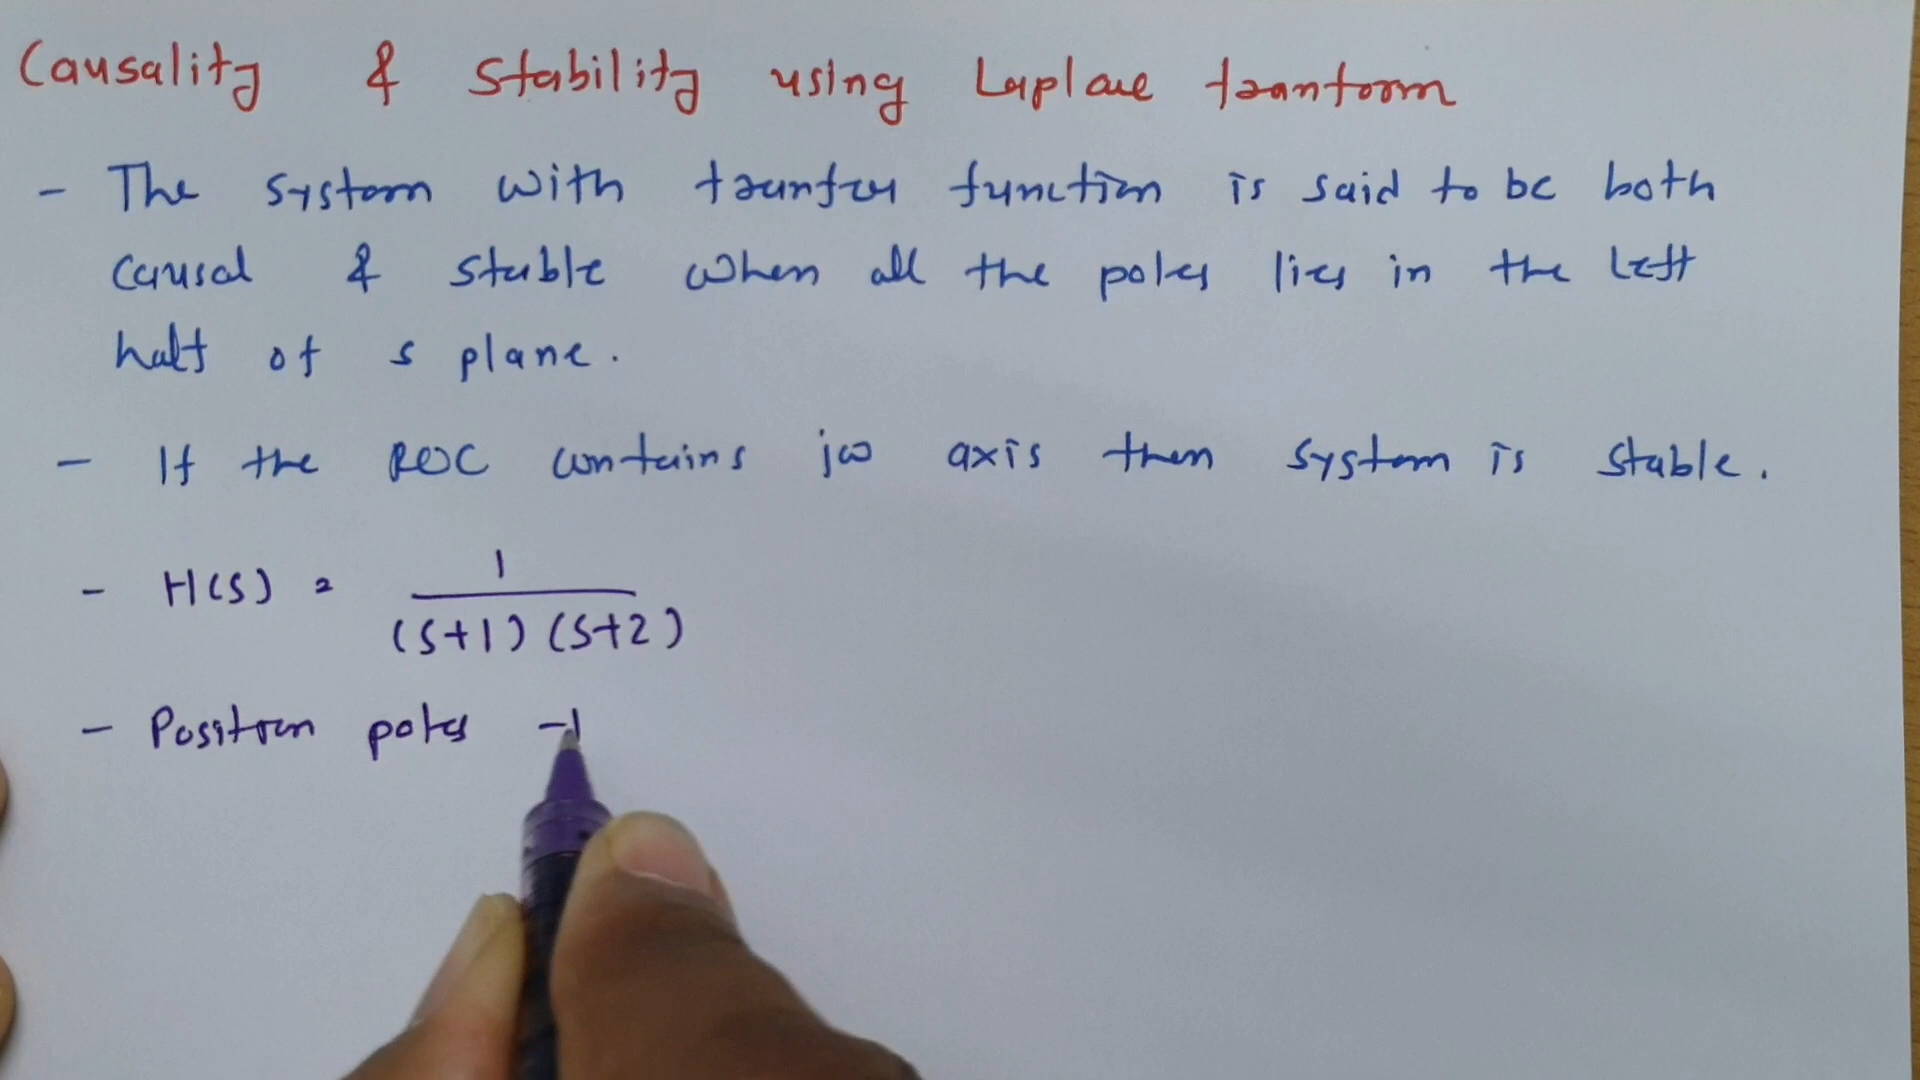 Causality & Stability using Laplace transform
- The system with transfer function is said to be both
causal & stable when all the poles lies in the left
half of s plane.
- If the ROC contains jω axis then system is stable.
- H(s) = 1
(s+1) (s+2)
- Position poles -1